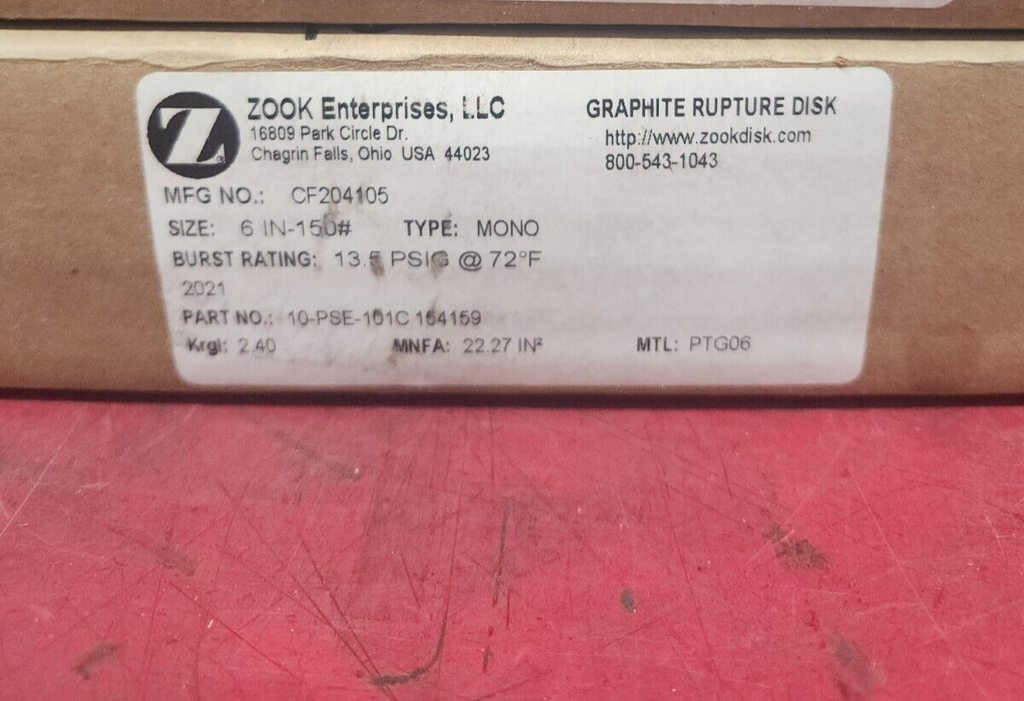 Z
ZOOK Enterprises, LLC
16809 Park Circle Dr.
Chagrin Falls, Ohio USA 44023
GRAPHITE RUPTURE DISK
http://www.zookdisk.com
800-543-1043
MFG NO.: CF204105
SIZE: 6 IN-150# TYPE: MONO
BURST RATING: 13.5 PSIG @ 72°F
2021
PART NO.: 10-PSE-101C 164159
Krgl: 2.40 MNFA: 22.27 IN² MTL: PTG06